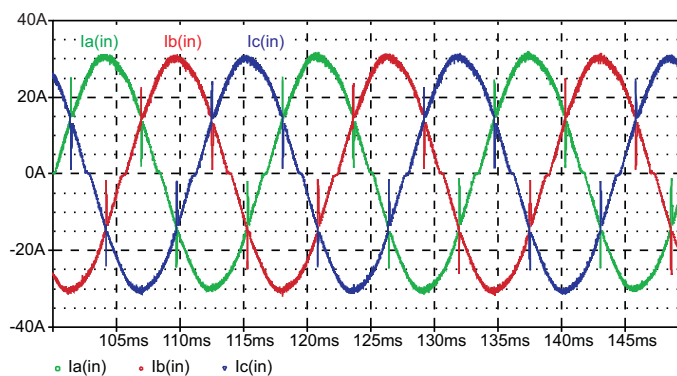 40A
Ia(in) Ib(in) Ic(in)
20A
0A
-20A
-40A
105ms 110ms 115ms 120ms 125ms 130ms 135ms 140ms 145ms
Ia(in) Ib(in) Ic(in)